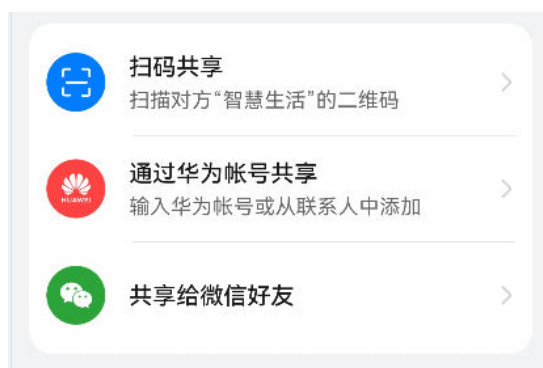 扫码共享
扫描对方“智慧生活”的二维码
通过华为帐号共享
HUAWEI
输入华为帐号或从联系人中添加
共享给微信好友